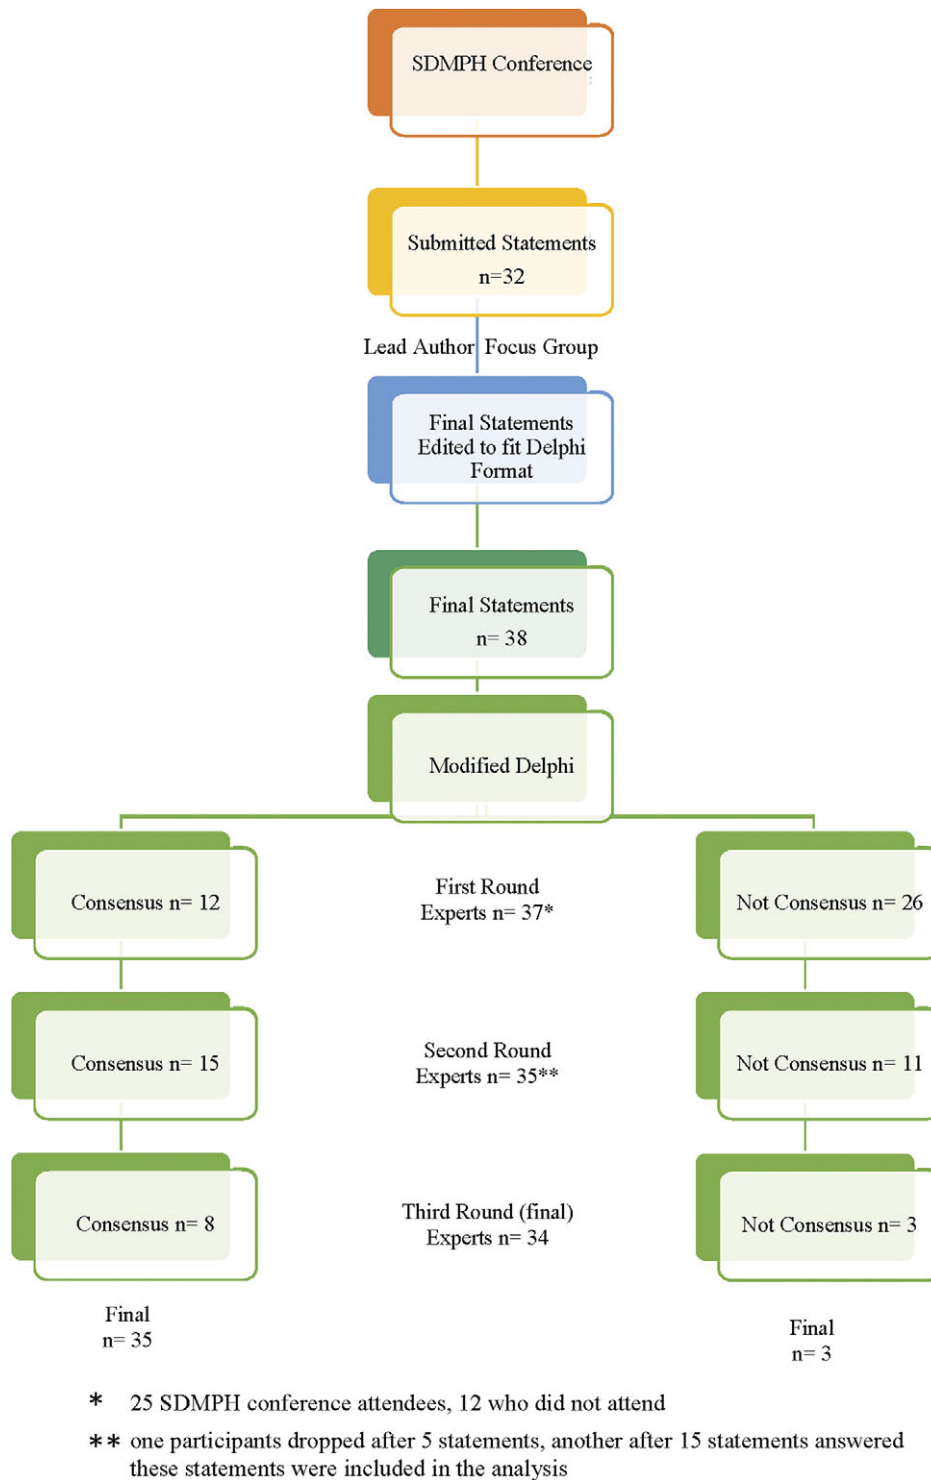 SDMPH Conference
Submitted Statements
n=32
Lead Author Focus Group
Final Statements
Edited to fit Delphi
Format
Final Statements
n= 38
Modified Delphi
Consensus n= 12
First Round
Experts n= 37*
Not Consensus n= 26
Consensus n= 15
Second Round
Experts n= 35**
Not Consensus n= 11
Consensus n= 8
Third Round (final)
Experts n= 34
Not Consensus n= 3
Final
n= 35
Final
n= 3
* 25 SDMPH conference attendees, 12 who did not attend
** one participants dropped after 5 statements, another after 15 statements answered
these statements were included in the analysis